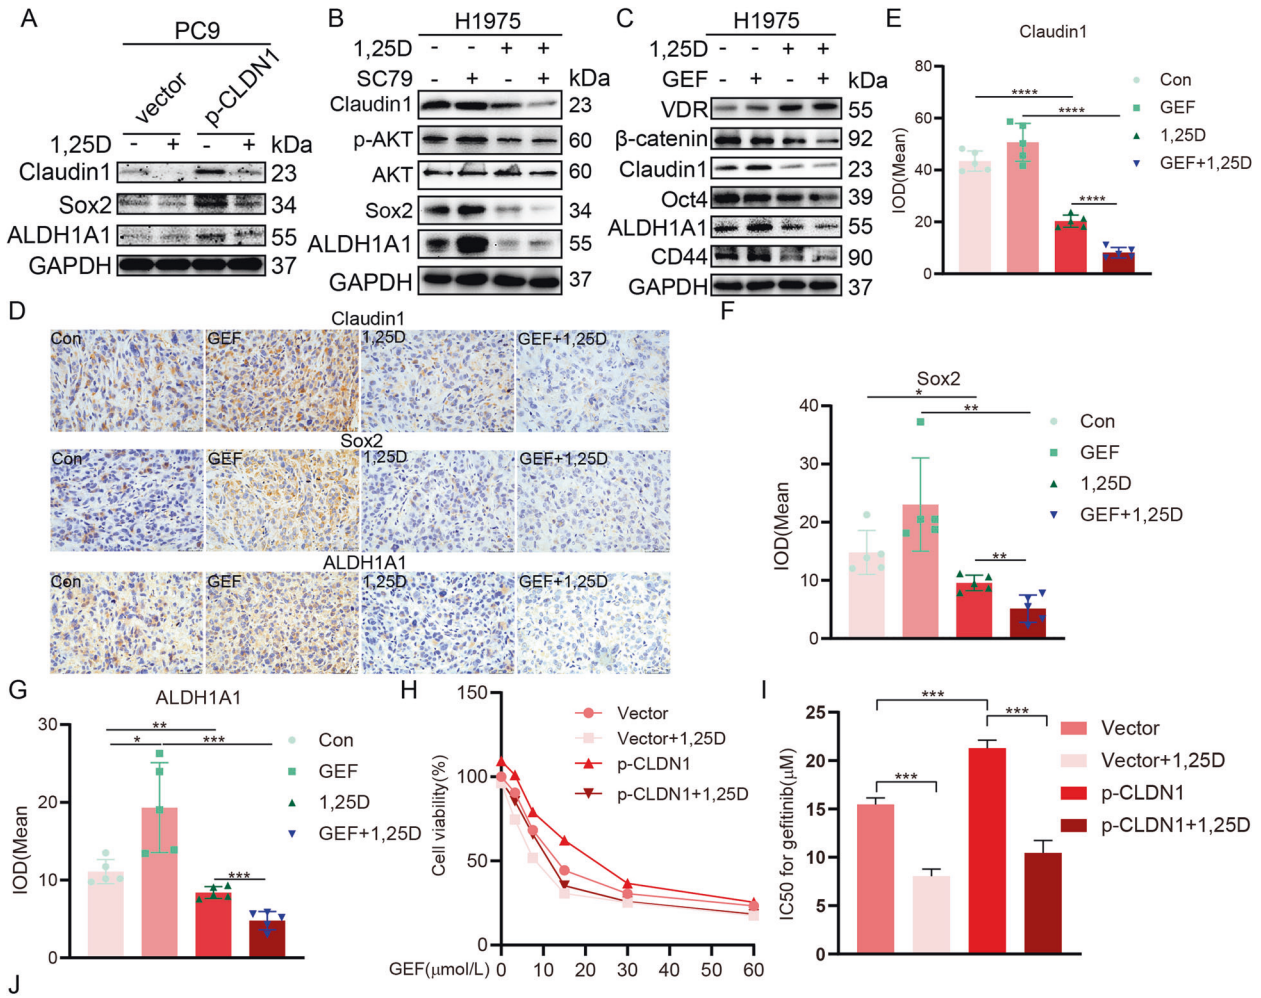 A
PC9
vector
p-CLDN1
1,25D - + - + kDa
Claudin1 23
Sox2 34
ALDH1A1 55
GAPDH 37
B
H1975
1,25D - - + +
SC79 - + - + kDa
Claudin1 23
p-AKT 60
AKT 60
Sox2 34
ALDH1A1 55
GAPDH 37
C
H1975
1,25D - - + +
GEF - + - + kDa
VDR 55
β-catenin 92
Claudin1 23
Oct4 39
ALDH1A1 55
CD44 90
GAPDH 37
E
Claudin1
IOD(Mean)
80
60
40
20
0
****
****
****
Con
GEF
1,25D
GEF+1,25D
D
Claudin1
Con GEF 1,25D GEF+1,25D
Sox2
Con GEF 1,25D GEF+1,25D
ALDH1A1
Con GEF 1,25D GEF+1,25D
F
Sox2
IOD(Mean
40
30
20
10
0
*
**
**
Con
GEF
1,25D
GEF+1,25D
G
ALDH1A1
IOD(Mean
30
20
10
0
**
* ***
***
Con
GEF
1,25D
GEF+1,25D
H
Cell viability(%)
150
100
50
0
GEF(μmol/L) 0 10 20 30 40 50 60
Vector
Vector+1,25D
p-CLDN1
p-CLDN1+1,25D
I
IC50 for gefitinib(μM)
25
20
15
10
5
0
***
***
***
Vector
Vector+1,25D
p-CLDN1
p-CLDN1+1,25D
J